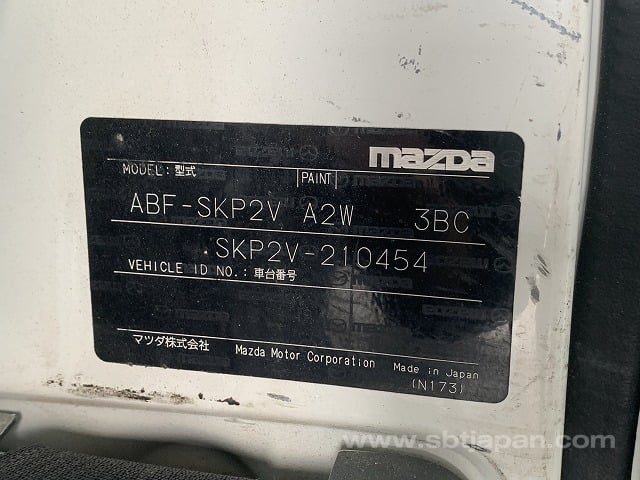 mazda
MODEL : 型式 PAINT
ABF-SKP2V A2W 3BC
SKP2V-210454
VEHICLE ID NO. : 車台番号
マツダ株式会社 Mazda Motor Corporation Made in Japan
(N173)
www.sbtjapan.com